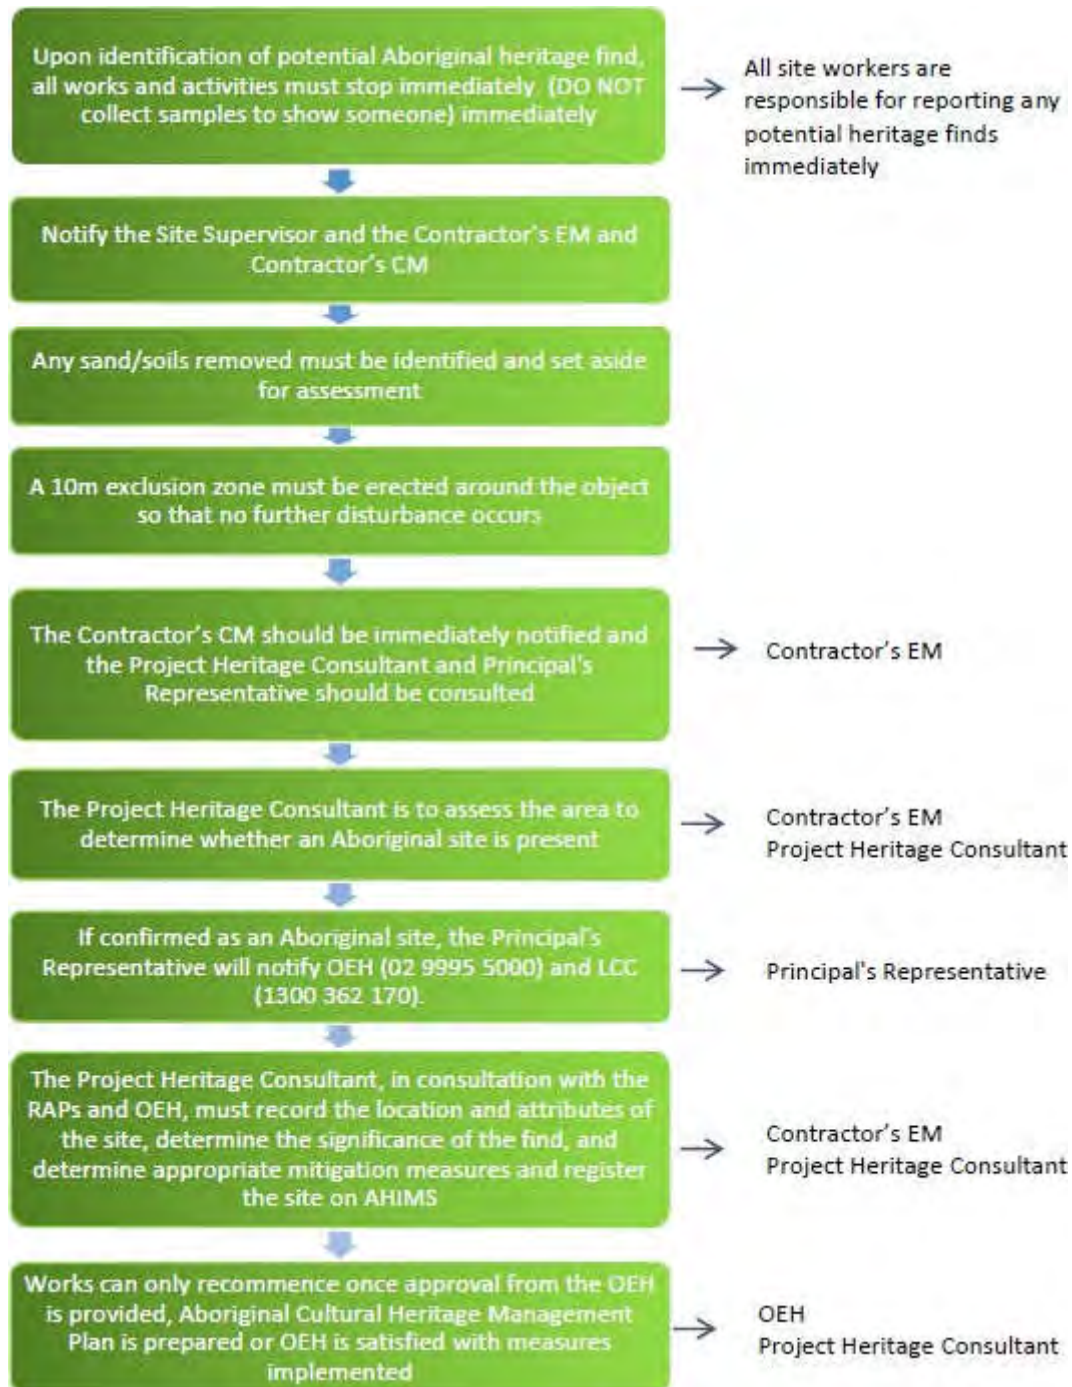 Upon identification of potential Aboriginal heritage find,
all works and activities must stop immediately (DO NOT
collect samples to show someone) immediately
All site workers are
responsible for reporting any
potential heritage finds
immediately
Notify the Site Supervisor and the Contractor's EM and
Contractor's CM
Any sand/soils removed must be identified and set aside
for assessment
A 10m exclusion zone must be erected around the object
so that no further disturbance occurs
The Contractor's CM should be immediately notified and
the Project Heritage Consultant and Principal's
Representative should be consulted
Contractor's EM
The Project Heritage Consultant is to assess the area to
determine whether an Aboriginal site is present
Contractor's EM
Project Heritage Consultant
If confirmed as an Aboriginal site, the Principal's
Representative will notify OEH (02 9995 5000) and LCC
(1300 362 170).
Principal's Representative
The Project Heritage Consultant, in consultation with the
RAPs and OEH, must record the location and attributes of
the site, determine the significance of the find, and
determine appropriate mitigation measures and register
the site on AHIMS
Contractor's EM
Project Heritage Consultant
Works can only recommence once approval from the OEH
is provided, Aboriginal Cultural Heritage Management
Plan is prepared or OEH is satisfied with measures
implemented
OEH
Project Heritage Consultant